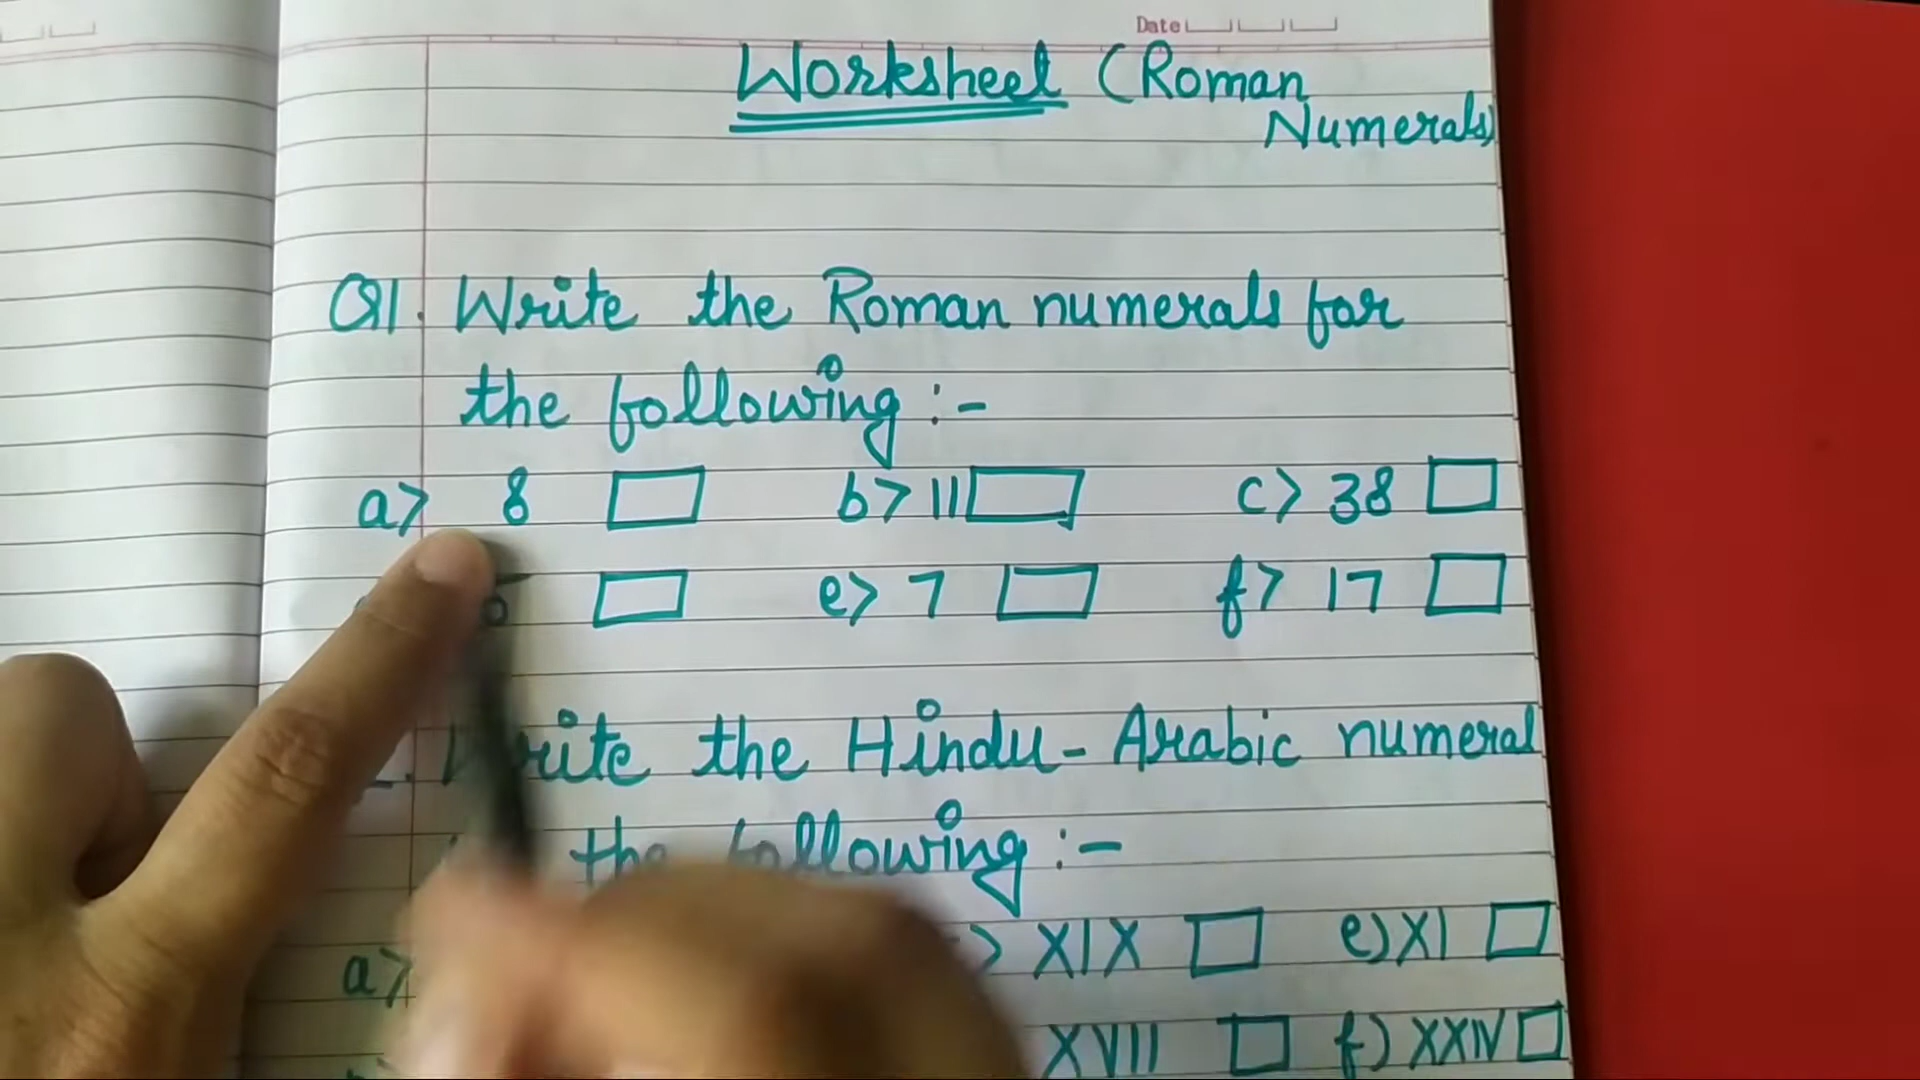 Date
Worksheet (Roman
Numerals)
Q1. Write the Roman numerals for
the following :-
a> 8 b> 11 c> 38
e> 7 f> 17
Write the Hindu-Arabic numeral
the following :-
a> > XIX e) XI
XVII f) XXIV